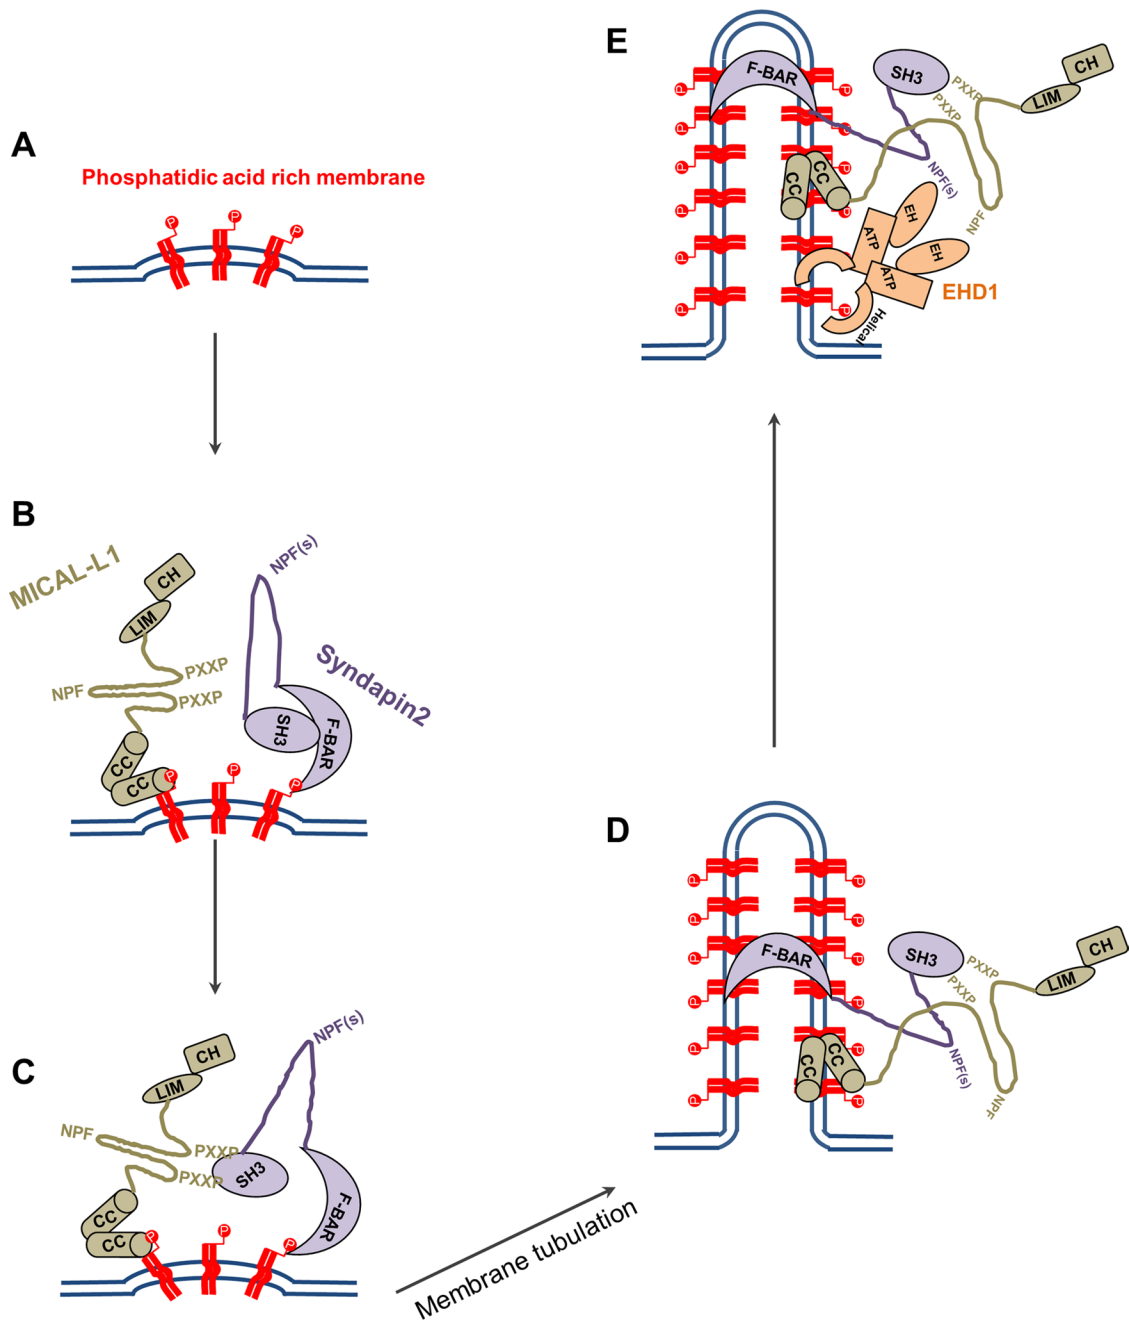 A
Phosphatidic acid rich membrane
P
P
P
B
MICAL-L1
CH
LIM
PXXP
NPF
PXXP
CC
CC
P
P
P
NPF(s)
Syndapin2
SH3
F-BAR
C
CH
LIM
NPF
PXXP
PXXP
CC
CC
P
P
P
NPF(s)
SH3
F-BAR
Membrane tubulation
D
P
P
P
P
P
P
P
P
P
P
P
P
F-BAR
SH3
PXXP
PXXP
LIM
CH
CC
CC
NPF(s)
NPF
E
P
P
P
P
P
P
P
P
P
P
P
P
F-BAR
SH3
PXXP
PXXP
LIM
CH
CC
CC
NPF(s)
NPF
EH
ATP
EH
ATP
EHD1
Helical